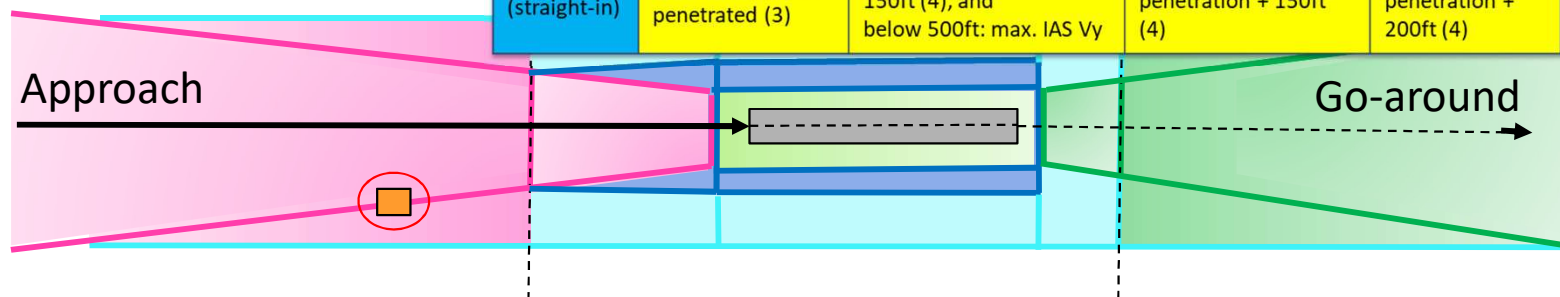 (straight-in)
penetrated (3)
150ft (4), and
below 500ft: max. IAS Vy
penetration + 150ft
(4)
penetration +
200ft (4)
Approach
Go-around